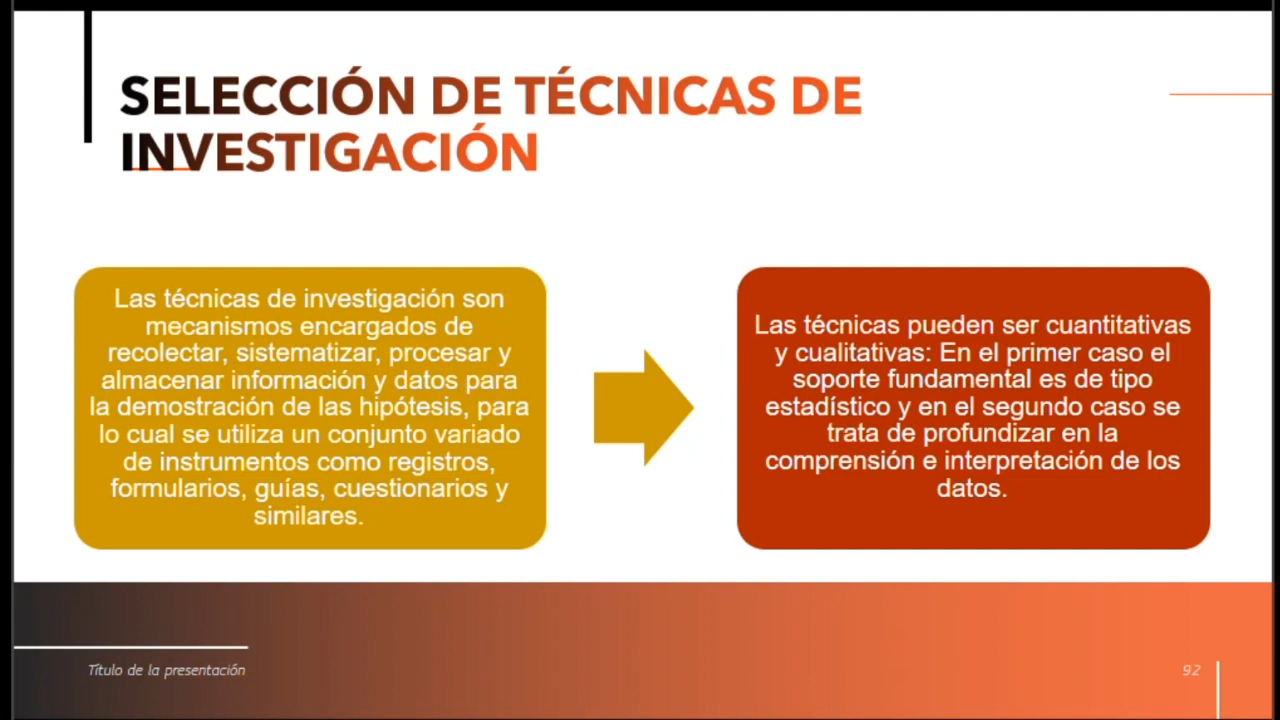 SELECCIÓN DE TÉCNICAS DE
INVESTIGACIÓN
Las técnicas de investigación son
mecanismos encargados de
recolectar, sistematizar, procesar y
almacenar información y datos para
la demostración de las hipótesis, para
lo cual se utiliza un conjunto variado
de instrumentos como registros,
formularios, guías, cuestionarios y
similares.
Las técnicas pueden ser cuantitativas
y cualitativas: En el primer caso el
soporte fundamental es de tipo
estadístico y en el segundo caso se
trata de profundizar en la
comprensión e interpretación de los
datos.
Título de la presentación
92